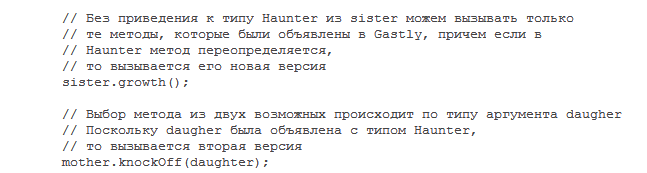 // Без приведения к типу Haunter из sister можем вызывать только
// те методы, которые были объявлены в Gastly, причем если в
// Haunter метод переопределяется,
// то вызывается его новая версия
sister.growth();
// Выбор метода из двух возможных происходит по типу аргумента daugher
// Поскольку daugher была объявлена с типом Haunter,
// то вызывается вторая версия
mother.knockOff(daughter);